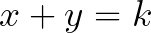 x + y = k